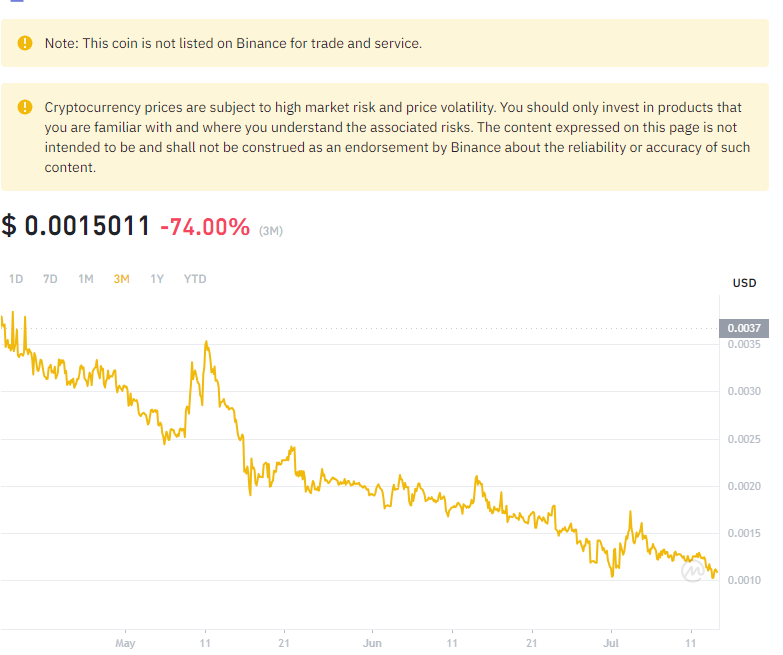 Note: This coin is not listed on Binance for trade and service.
Cryptocurrency prices are subject to high market risk and price volatility. You should only invest in products that
you are familiar with and where you understand the associated risks. The content expressed on this page is not
intended to be and shall not be construed as an endorsement by Binance about the reliability or accuracy of such
content.
$ 0.0015011 -74.00% (3M)
1D 7D 1M 3M 1Y YTD
USD
0.0037
0.0035
0.0030
0.0025
0.0020
0.0015
0.0010
May 11 21 Jun 11 21 Jul 11